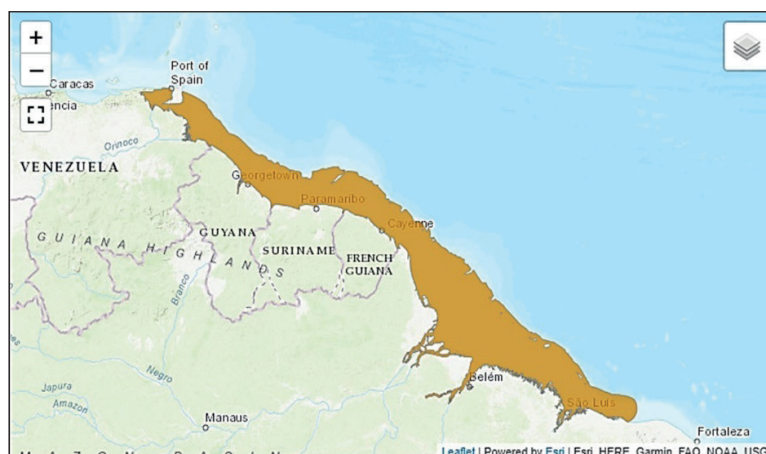 +
−
Port of
Spain
Caracas
encia
Orinoco
VENEZUELA
Georgetown
Paramaribo
Cayenne
GUYANA
SURINAME
FRENCH
GUIANA
GUIANA HIGHLANDS
Branco
Negro
Japura
Amazon
Manaus
Belém
São Luís
Fortaleza
Leaflet | Powered by Esri | Esri, HERE, Garmin, FAO, NOAA, USG